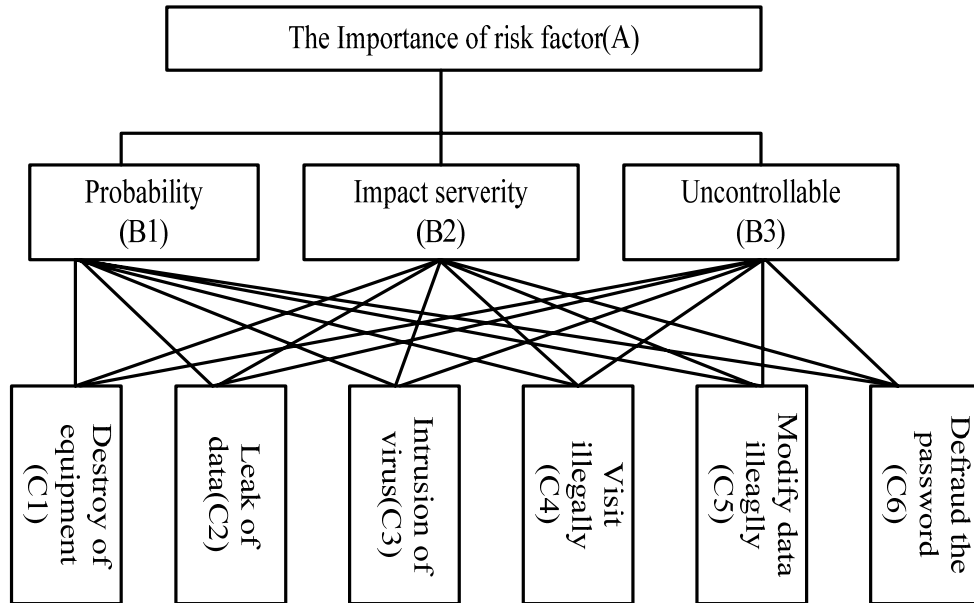 The Importance of risk factor(A)
Probability
(B1)
Impact serverity
(B2)
Uncontrollable
(B3)
Destroy of
equipment
(C1)
Leak of
data(C2)
Intrusion of
virus(C3)
Visit
illegally
(C4)
Modify data
illeaglly
(C5)
Defraud the
password
(C6)